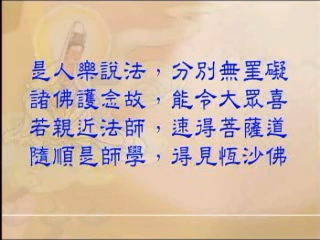 是人樂說法，分別無罣礙
諸佛護念故，能令大眾喜
若親近法師，速得菩薩道
隨順是師學，得見恆沙佛